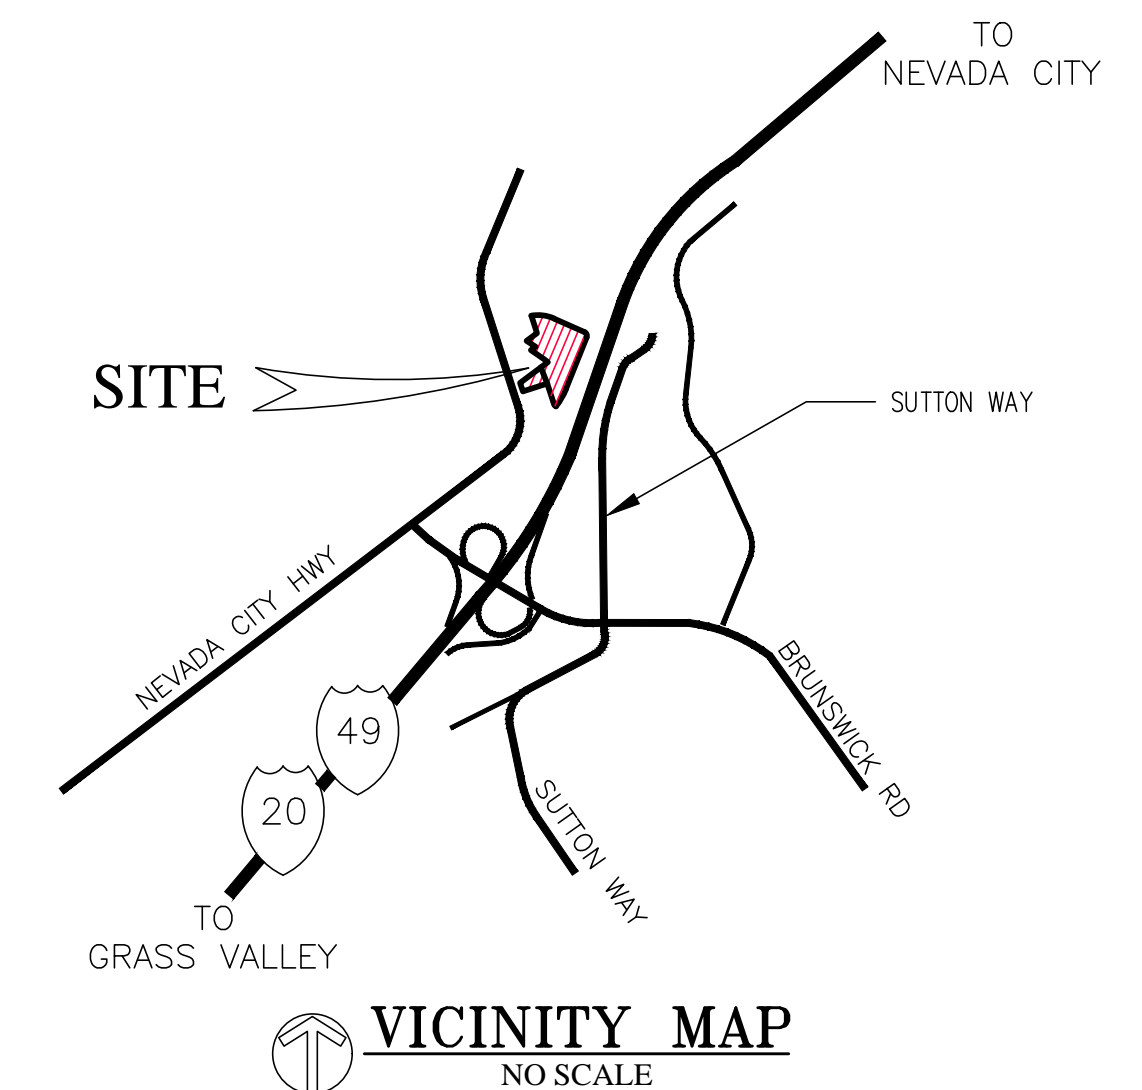 TO
NEVADA CITY
SITE
SUTTON WAY
NEVADA CITY HWY
BRUNSWICK RD
49
20
SUTTON WAY
TO
GRASS VALLEY
VICINITY MAP
NO SCALE